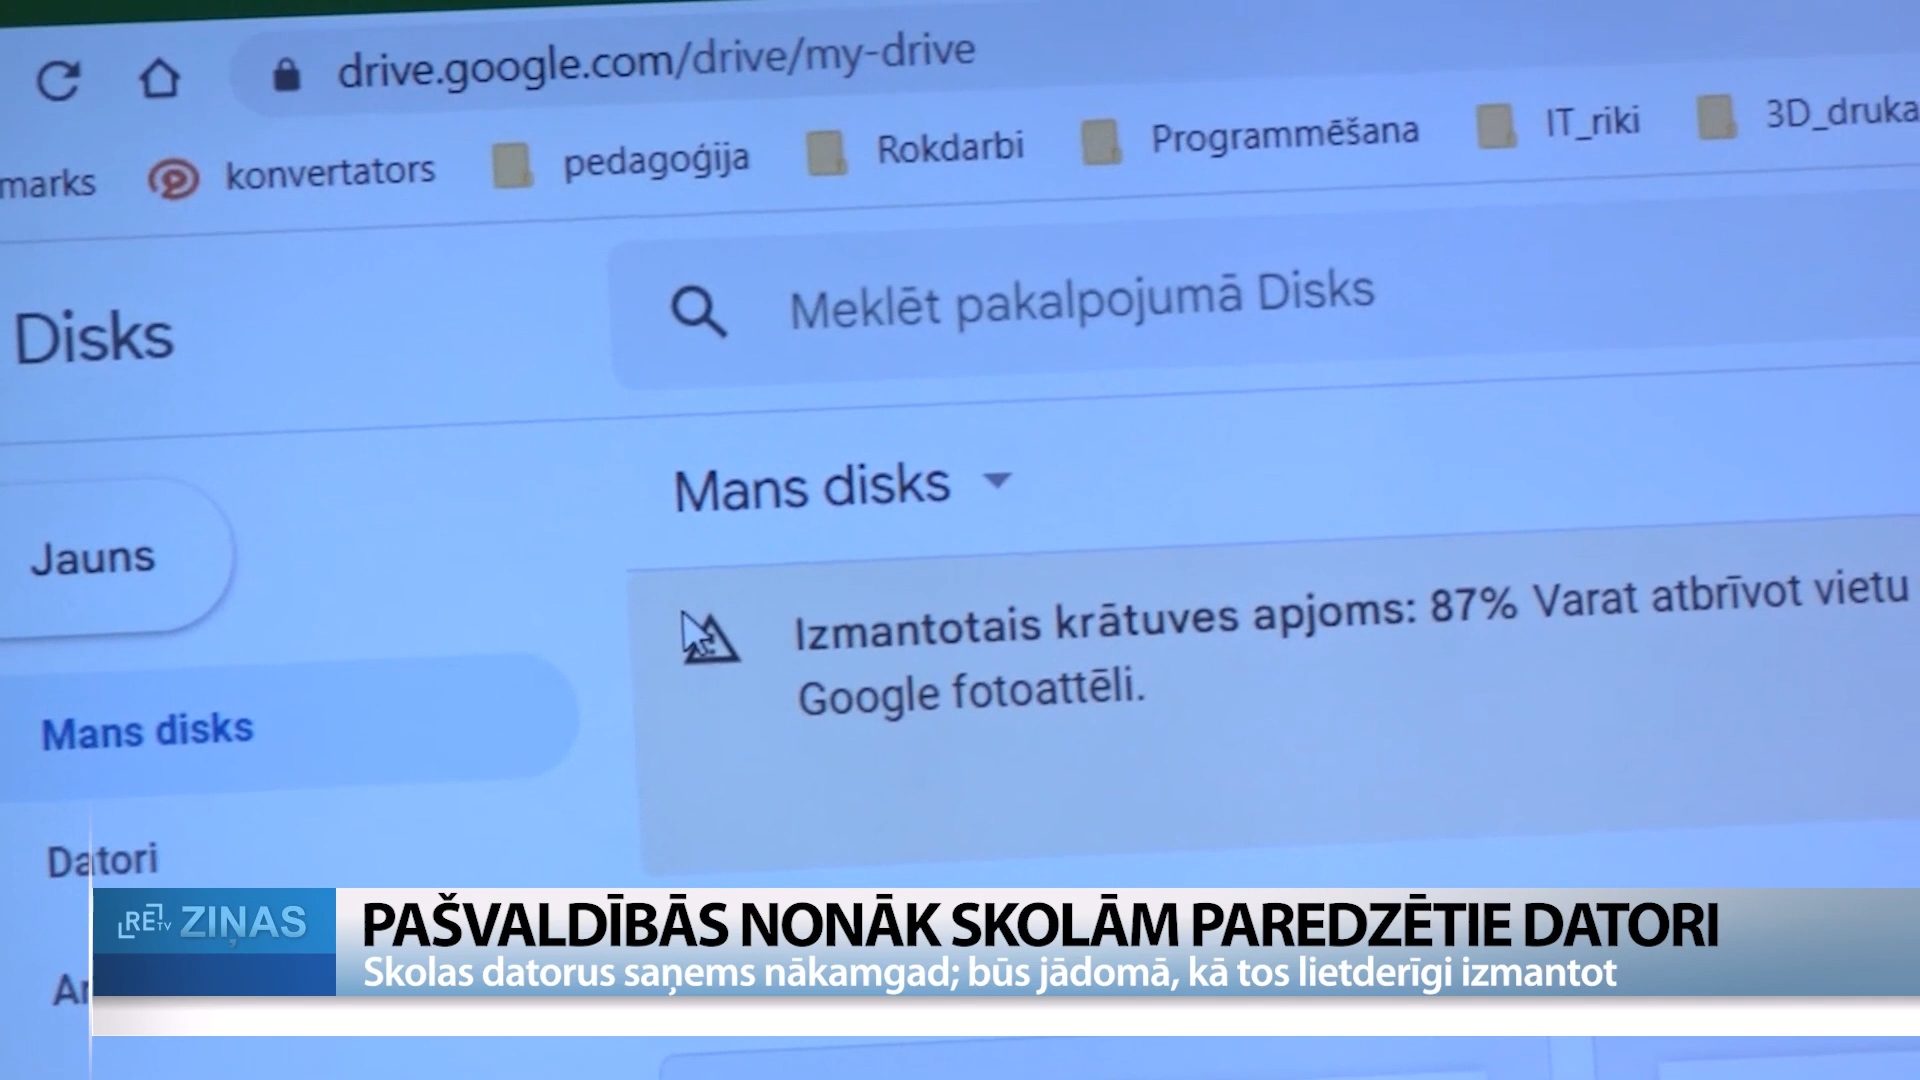 drive.google.com/drive/my-drive
marks konvertators pedagoģija Rokdarbi Programmēšana IT_riki 3D_druka
Disks
Meklēt pakalpojumā Disks
Mans disks
Jauns
Izmantotais krātuves apjoms: 87% Varat atbrīvot vietu
Google fotoattēli.
Mans disks
Datori
RE TV ZIŅAS
PAŠVALDĪBĀS NONĀK SKOLĀM PAREDZĒTIE DATORI
Skolas datorus saņems nākamgad; būs jādomā, kā tos lietderīgi izmantot